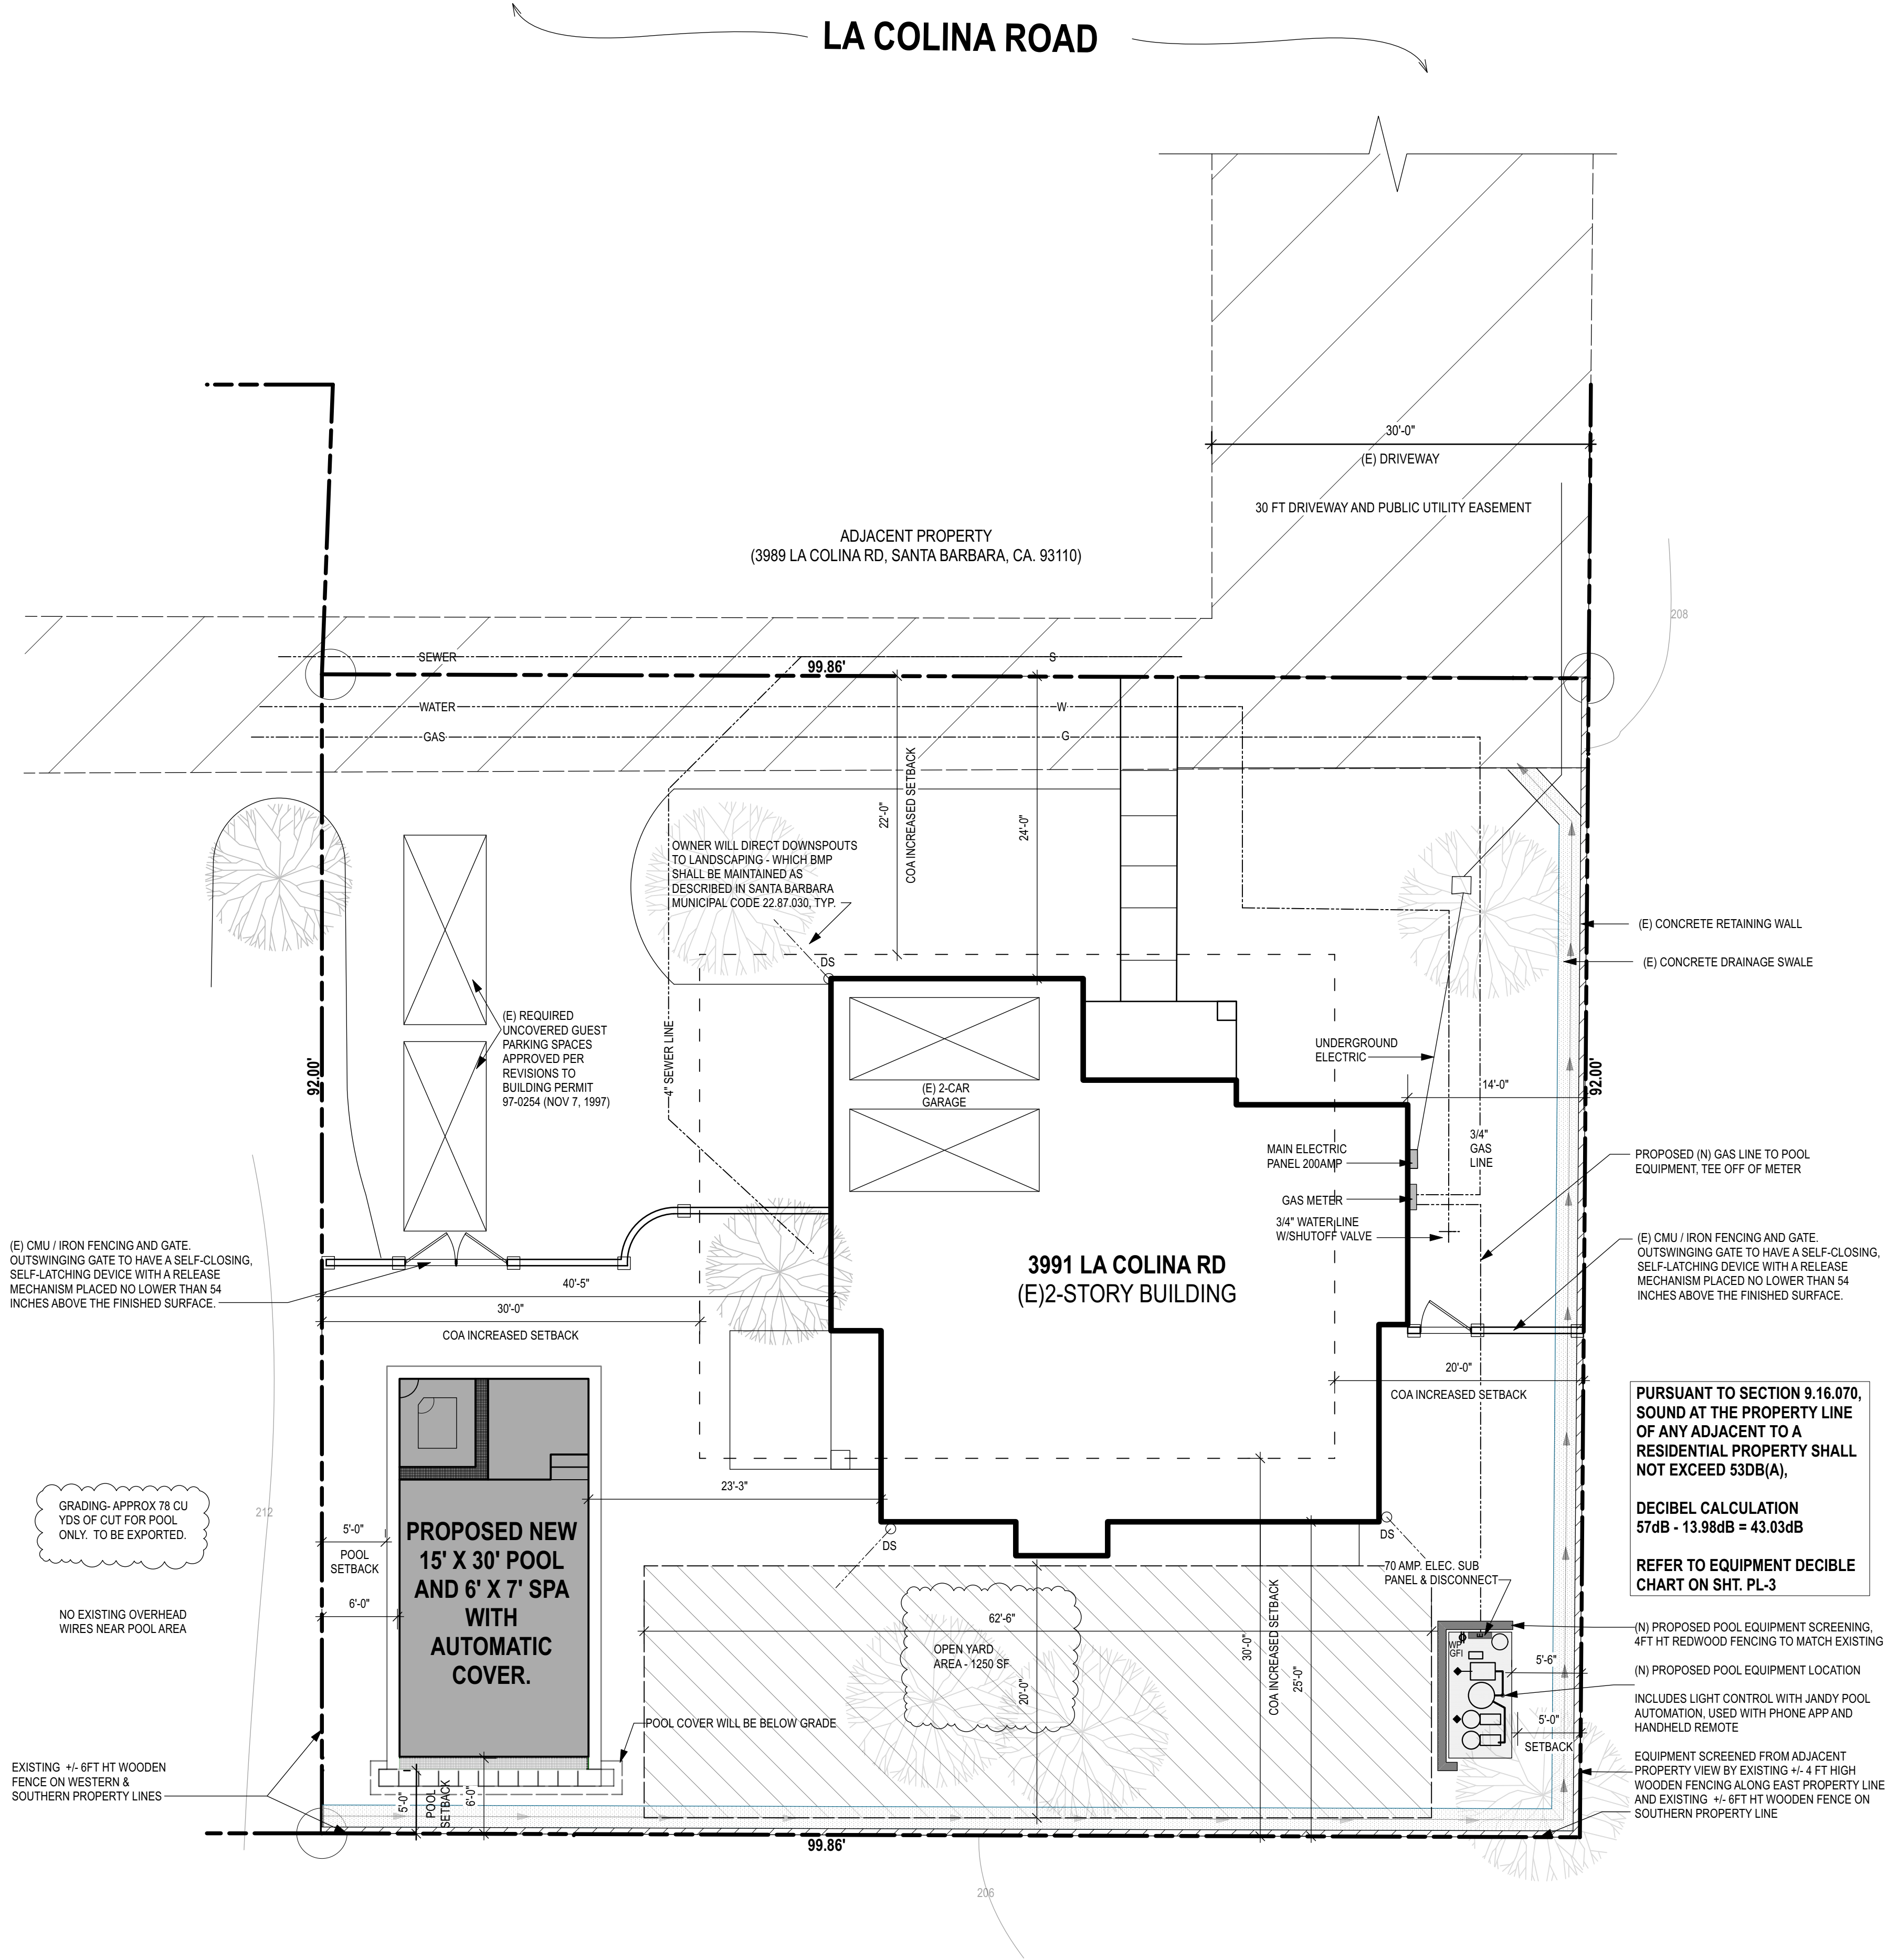 LA COLINA ROAD
30'-0"
(E) DRIVEWAY
30 FT DRIVEWAY AND PUBLIC UTILITY EASEMENT
ADJACENT PROPERTY
(3989 LA COLINA RD, SANTA BARBARA, CA. 93110)
208
SEWER
S
99.86'
WATER
W
GAS
G
22'-0"
COA INCREASED SETBACK
24'-0"
OWNER WILL DIRECT DOWNSPOUTS
TO LANDSCAPING - WHICH BMP
SHALL BE MAINTAINED AS
DESCRIBED IN SANTA BARBARA
MUNICIPAL CODE 22.87.030, TYP.
DS
(E) CONCRETE RETAINING WALL
(E) CONCRETE DRAINAGE SWALE
(E) REQUIRED
UNCOVERED GUEST
PARKING SPACES
APPROVED PER
REVISIONS TO
BUILDING PERMIT
97-0254 (NOV 7, 1997)
4" SEWER LINE
92.00'
(E) 2-CAR
GARAGE
UNDERGROUND
ELECTRIC
14'-0"
92.00'
3/4"
GAS
LINE
MAIN ELECTRIC
PANEL 200AMP
GAS METER
3/4" WATER LINE
W/SHUTOFF VALVE
PROPOSED (N) GAS LINE TO POOL
EQUIPMENT, TEE OFF OF METER
(E) CMU / IRON FENCING AND GATE.
OUTSWINGING GATE TO HAVE A SELF-CLOSING,
SELF-LATCHING DEVICE WITH A RELEASE
MECHANISM PLACED NO LOWER THAN 54
INCHES ABOVE THE FINISHED SURFACE.
40'-5"
30'-0"
COA INCREASED SETBACK
3991 LA COLINA RD
(E)2-STORY BUILDING
(E) CMU / IRON FENCING AND GATE.
OUTSWINGING GATE TO HAVE A SELF-CLOSING,
SELF-LATCHING DEVICE WITH A RELEASE
MECHANISM PLACED NO LOWER THAN 54
INCHES ABOVE THE FINISHED SURFACE.
20'-0"
COA INCREASED SETBACK
PURSUANT TO SECTION 9.16.070,
SOUND AT THE PROPERTY LINE
OF ANY ADJACENT TO A
RESIDENTIAL PROPERTY SHALL
NOT EXCEED 53DB(A),
DECIBEL CALCULATION
57dB - 13.98dB = 43.03dB
REFER TO EQUIPMENT DECIBLE
CHART ON SHT. PL-3
GRADING- APPROX 78 CU
YDS OF CUT FOR POOL
ONLY. TO BE EXPORTED.
212
23'-3"
5'-0"
POOL
SETBACK
6'-0"
PROPOSED NEW
15' X 30' POOL
AND 6' X 7' SPA
WITH
AUTOMATIC
COVER.
NO EXISTING OVERHEAD
WIRES NEAR POOL AREA
DS
DS
70 AMP. ELEC. SUB
PANEL & DISCONNECT
62'-6"
OPEN YARD
AREA - 1250 SF
20'-0"
30'-0"
COA INCREASED SETBACK
25'-0"
WP
GFI
5'-6"
5'-0"
SETBACK
(N) PROPOSED POOL EQUIPMENT SCREENING,
4FT HT REDWOOD FENCING TO MATCH EXISTING
(N) PROPOSED POOL EQUIPMENT LOCATION
INCLUDES LIGHT CONTROL WITH JANDY POOL
AUTOMATION, USED WITH PHONE APP AND
HANDHELD REMOTE
EQUIPMENT SCREENED FROM ADJACENT
PROPERTY VIEW BY EXISTING +/- 4 FT HIGH
WOODEN FENCING ALONG EAST PROPERTY LINE
AND EXISTING +/- 6FT HT WOODEN FENCE ON
SOUTHERN PROPERTY LINE
POOL COVER WILL BE BELOW GRADE
EXISTING +/- 6FT HT WOODEN
FENCE ON WESTERN &
SOUTHERN PROPERTY LINES
5'-0"
POOL
SETBACK
6'-0"
99.86'
206